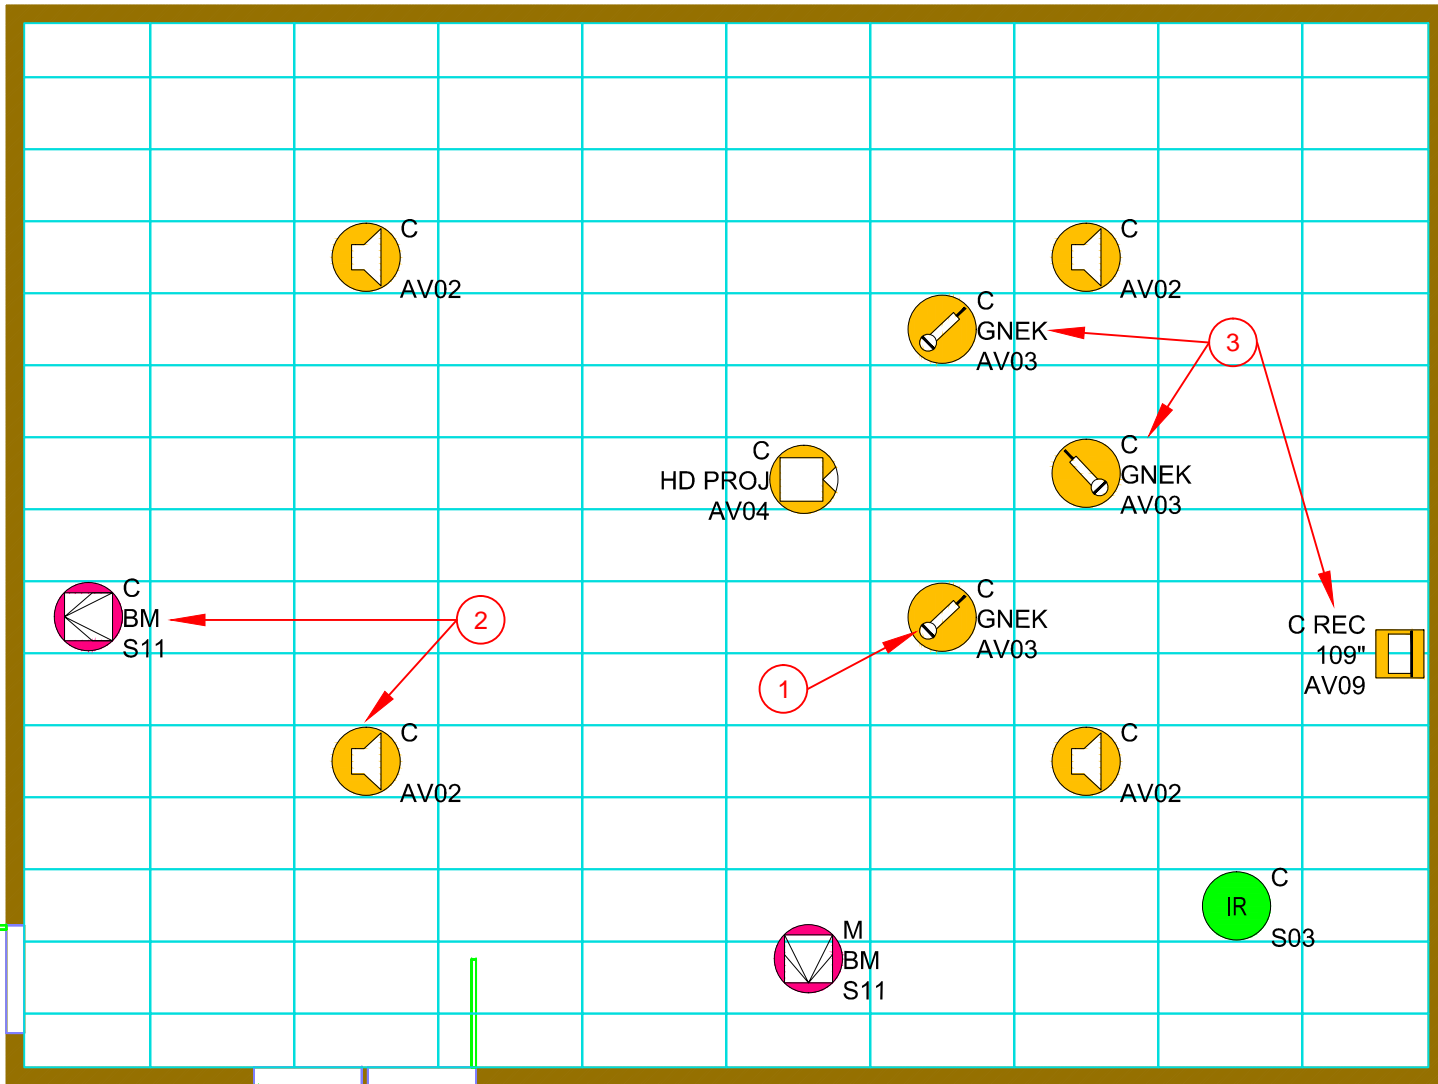 C
AV02
C
AV02
C
GNEK
AV03
3
C
HD PROJ
AV04
C
GNEK
AV03
C
BM
S11
2
C
GNEK
AV03
1
C REC
109"
AV09
C
AV02
C
AV02
C
IR
S03
M
BM
S11